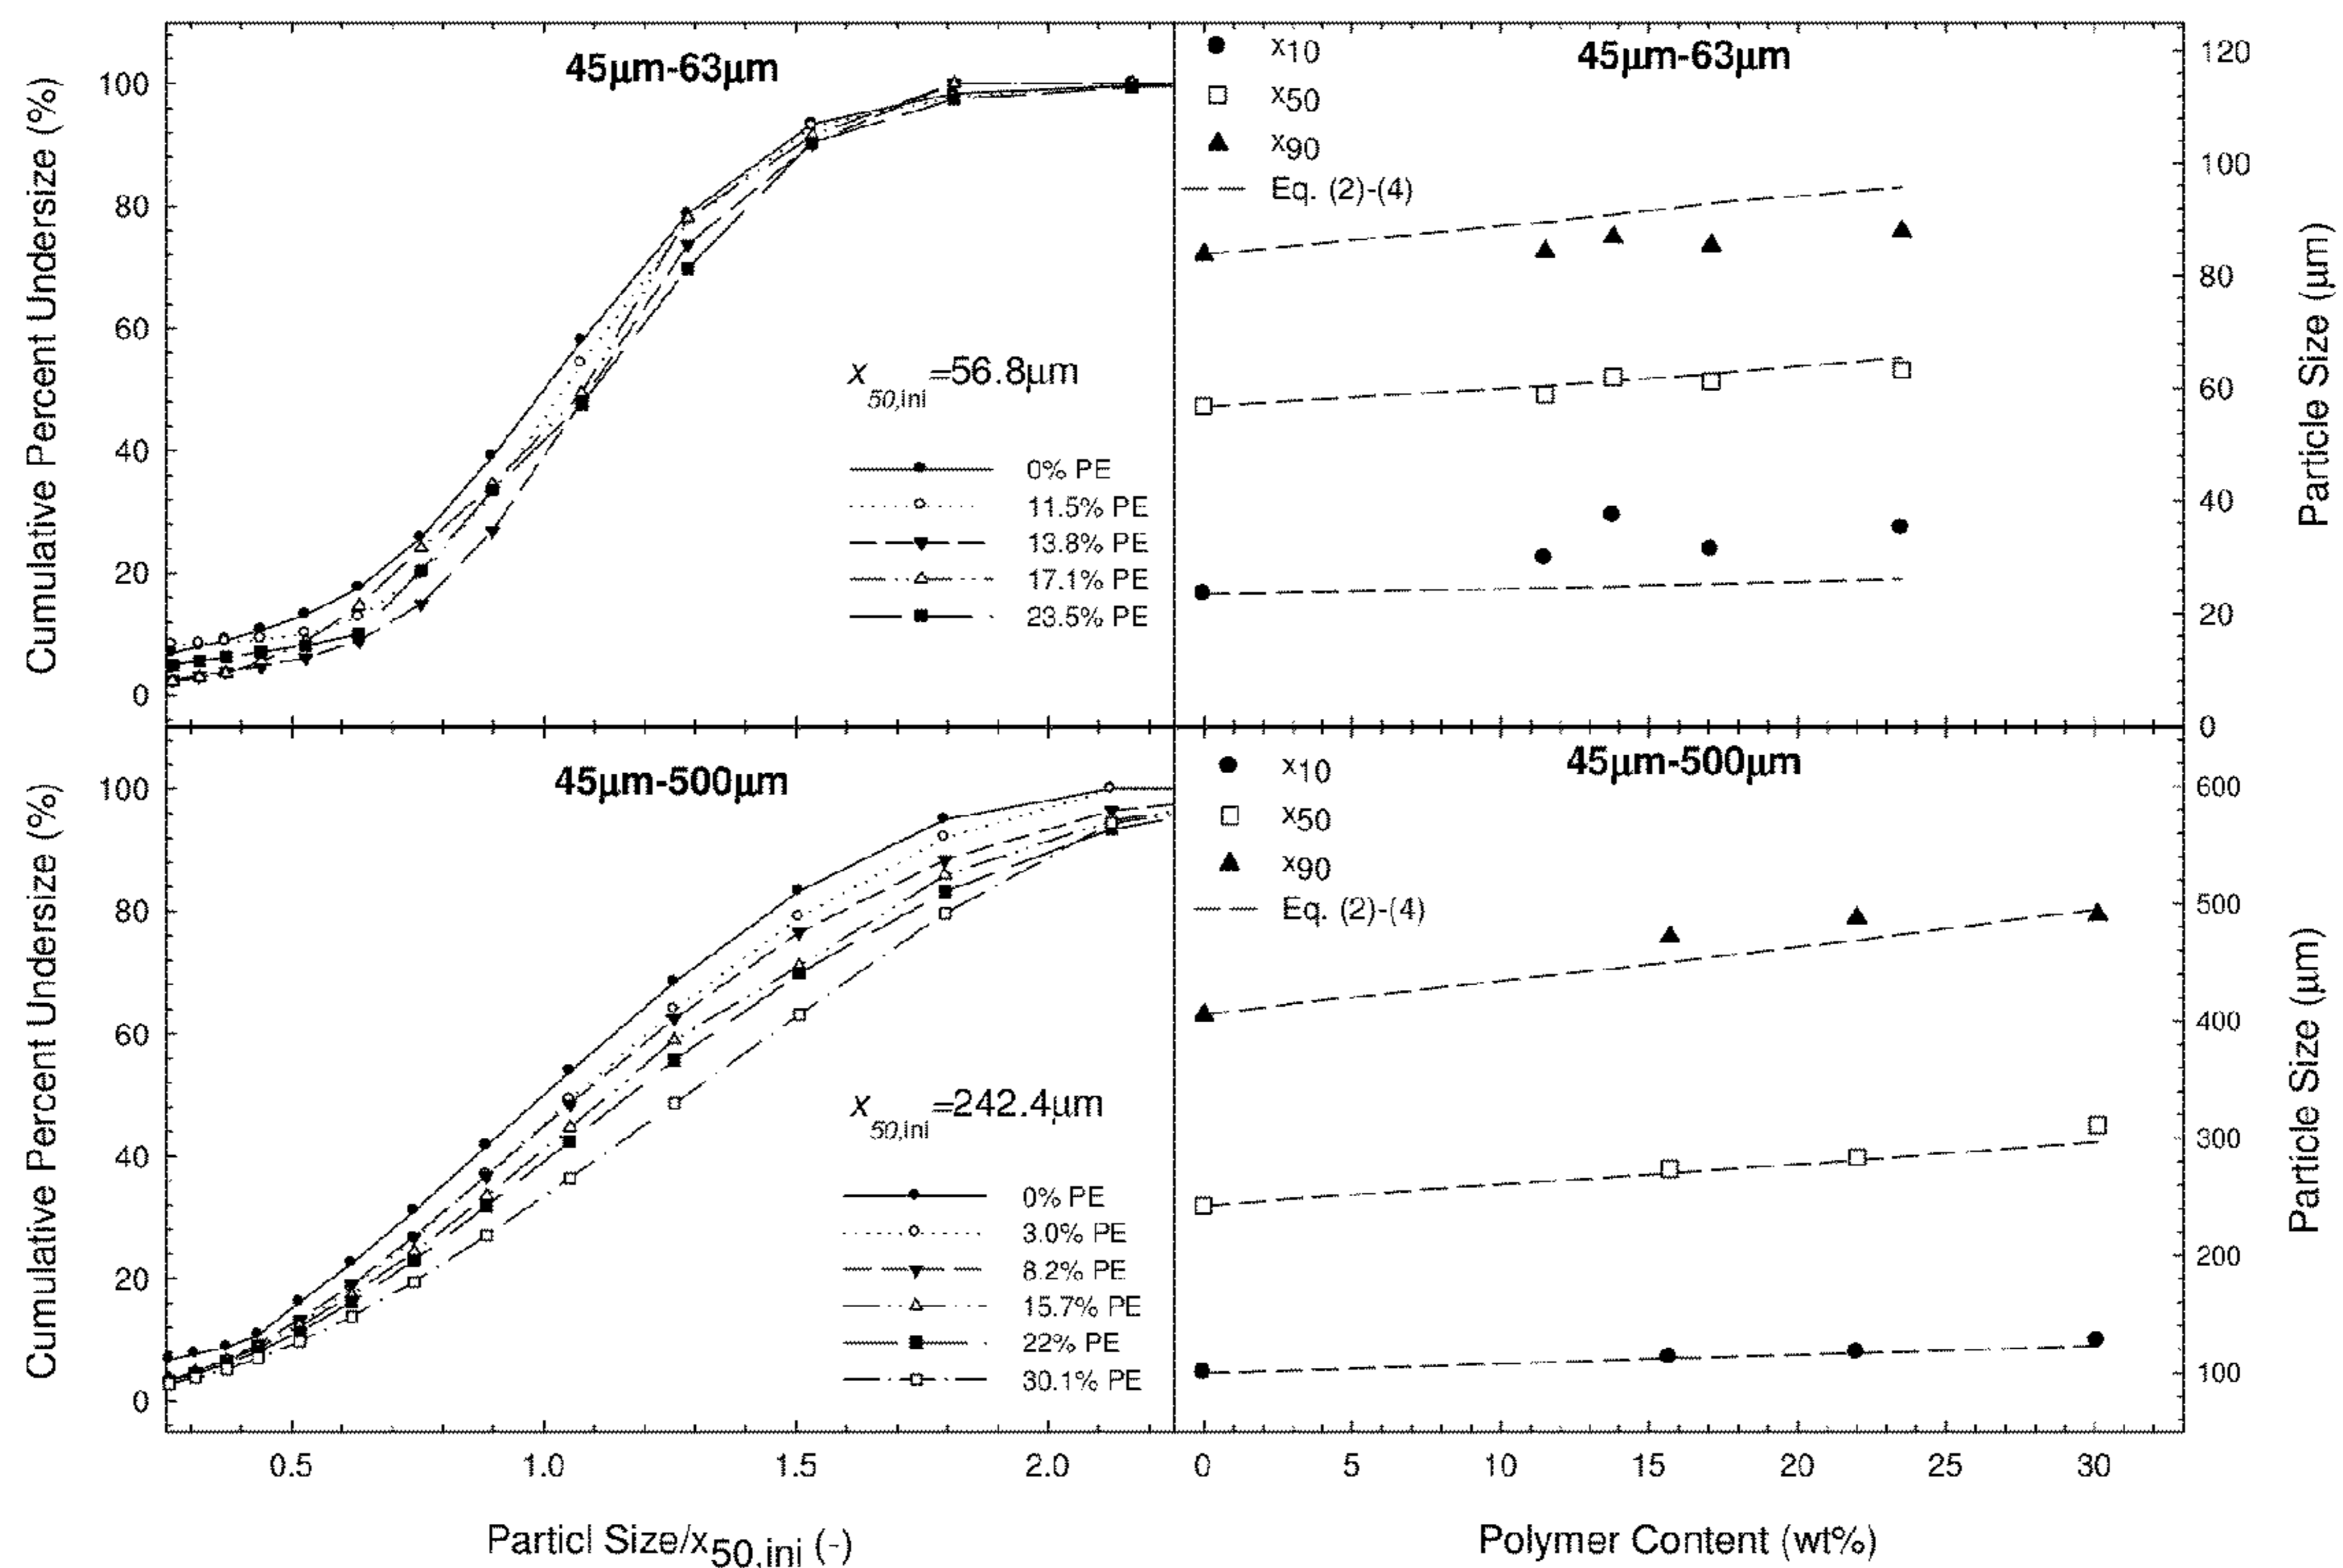 45μm-63μm
Cumulative Percent Undersize (%)
100
80
60
40
20
0
x50,ini=56.8μm
0% PE
11.5% PE
13.8% PE
17.1% PE
23.5% PE
45μm-63μm
x10
x50
x90
Eq. (2)-(4)
120
100
80
60
40
20
0
Particle Size (μm)
45μm-500μm
Cumulative Percent Undersize (%)
100
80
60
40
20
0
x50,ini=242.4μm
0% PE
3.0% PE
8.2% PE
15.7% PE
22% PE
30.1% PE
0.5 1.0 1.5 2.0
Particl Size/x50,ini (-)
45μm-500μm
x10
x50
x90
Eq. (2)-(4)
600
500
400
300
200
100
Particle Size (μm)
0 5 10 15 20 25 30
Polymer Content (wt%)